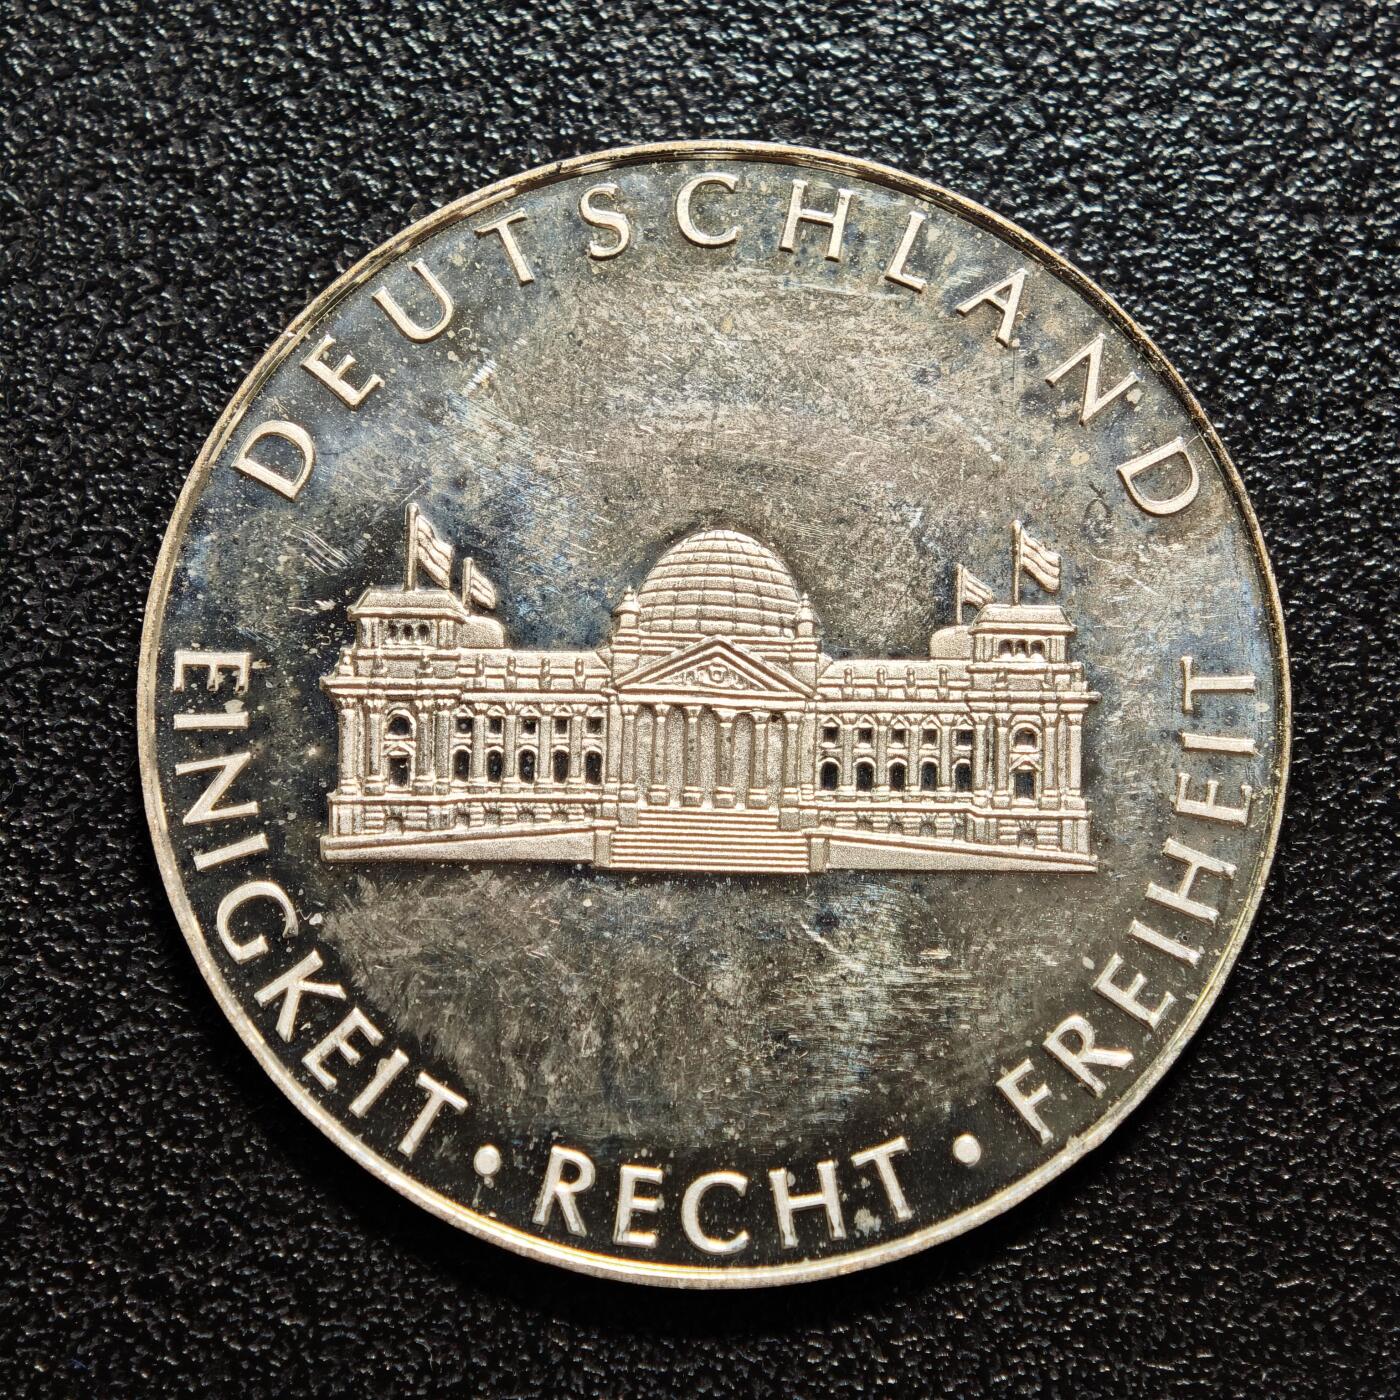 DEUTSCHLAND
EINIGKEIT • RECHT • FREIHEIT